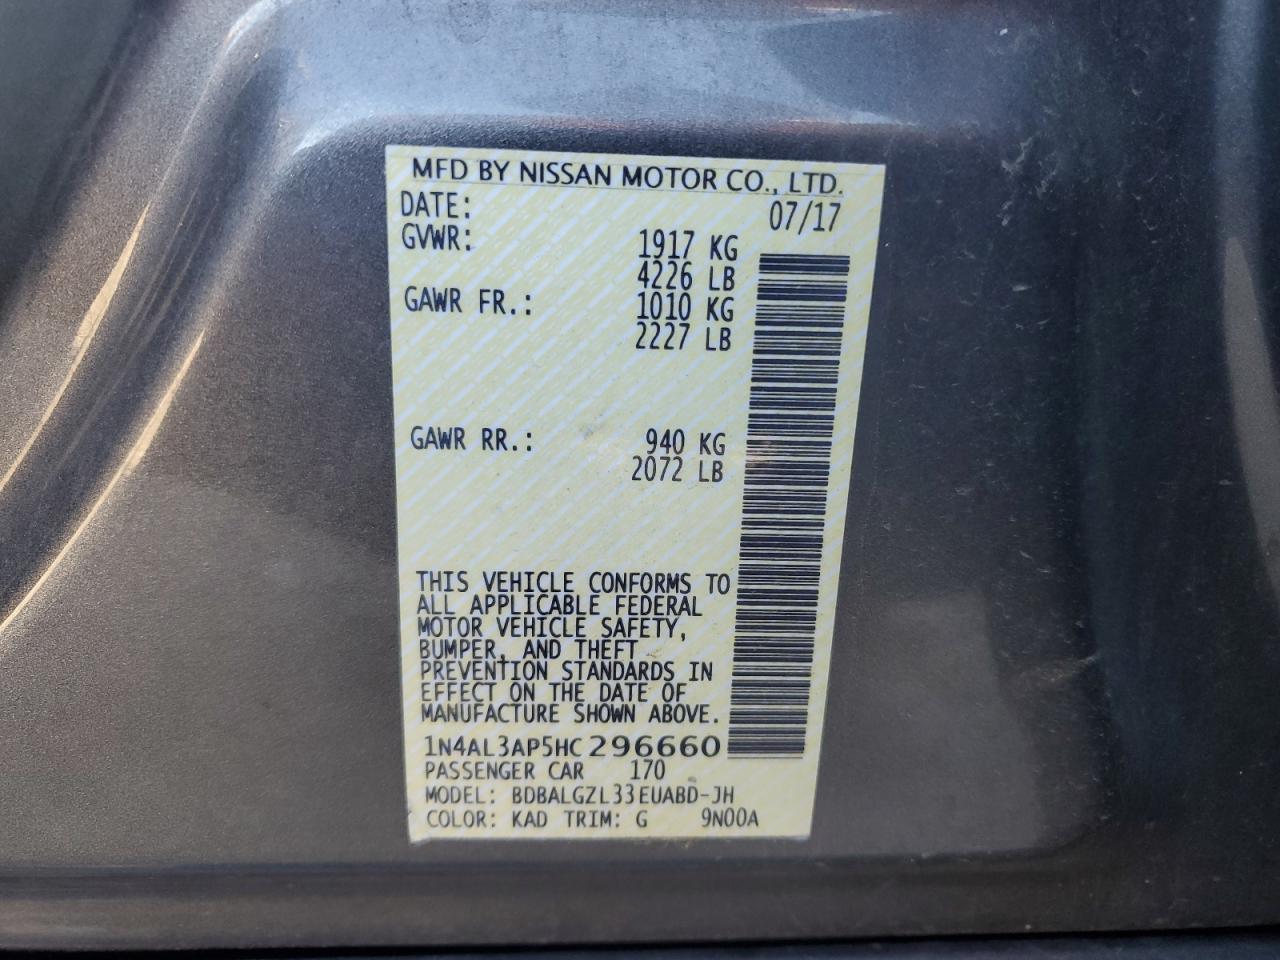 MFD BY NISSAN MOTOR CO., LTD.
DATE: 07/17
GVWR: 1917 KG
4226 LB
GAWR FR.: 1010 KG
2227 LB
GAWR RR.: 940 KG
2072 LB
THIS VEHICLE CONFORMS TO
ALL APPLICABLE FEDERAL
MOTOR VEHICLE SAFETY,
BUMPER, AND THEFT
PREVENTION STANDARDS IN
EFFECT ON THE DATE OF
MANUFACTURE SHOWN ABOVE.
1N4AL3AP5HC296660
PASSENGER CAR 170
MODEL: BDBALGZL33EUABD-JH
COLOR: KAD TRIM: G 9N00A